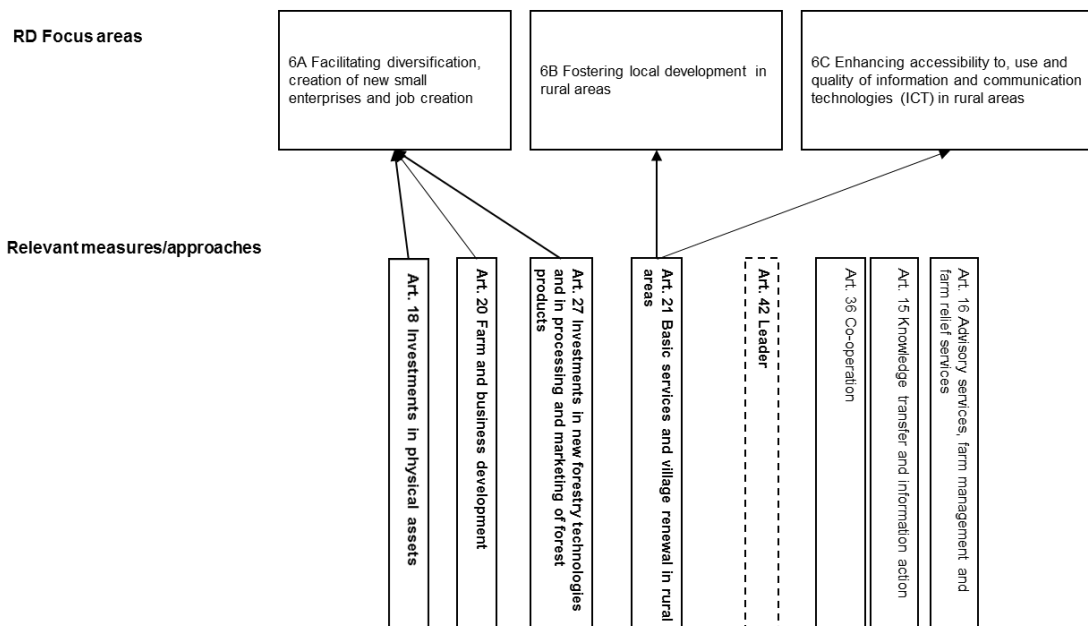 RD Focus areas
6A Facilitating diversification,
creation of new small
enterprises and job creation
6B Fostering local development in
rural areas
6C Enhancing accessibility to, use and
quality of information and communication
technologies (ICT) in rural areas
Relevant measures/approaches
Art. 18 Investments in physical assets
Art. 20 Farm and business development
Art. 27 Investments in new forestry technologies
and in processing and marketing of forest
products
Art. 21 Basic services and village renewal in rural
areas
Art. 42 Leader
Art. 36 Co-operation
Art. 15 Knowledge transfer and information action
Art. 16 Advisory services, farm management and
farm relief services